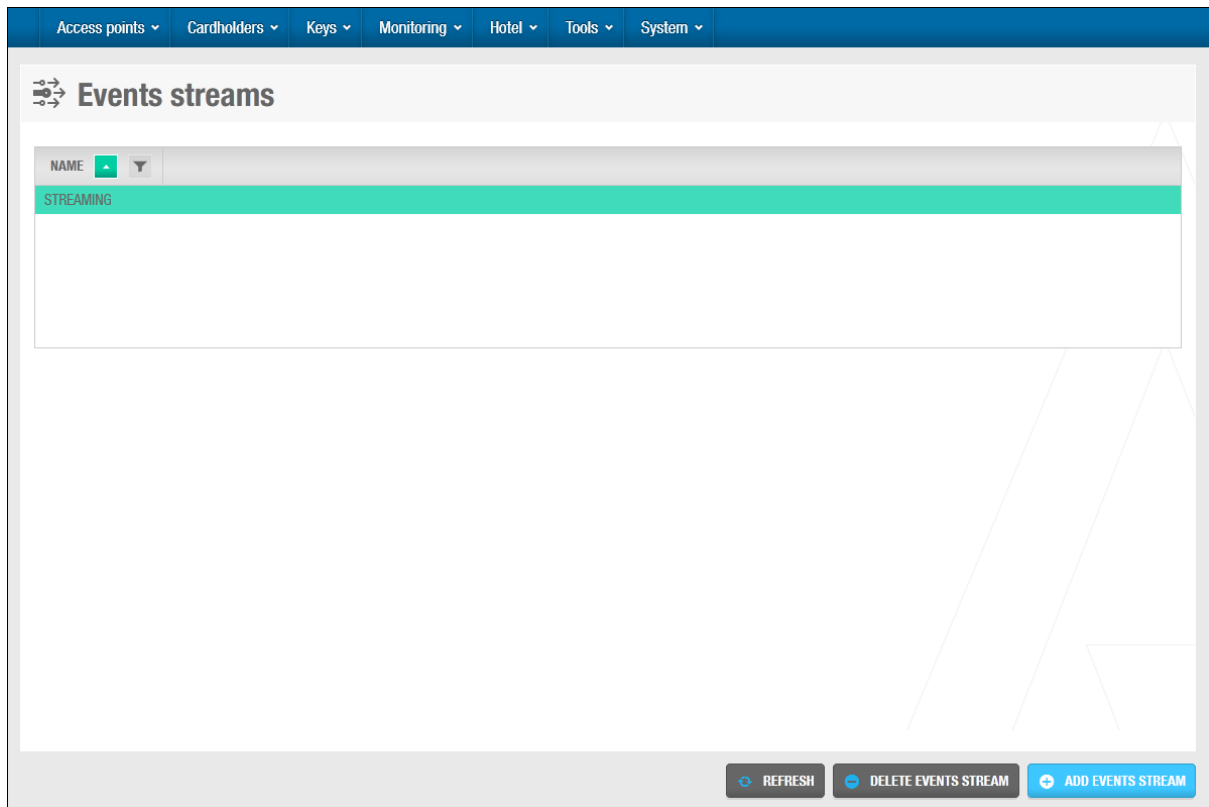 Access points Cardholders Keys Monitoring Hotel Tools System
Events streams
NAME
STREAMING
REFRESH DELETE EVENTS STREAM ADD EVENTS STREAM